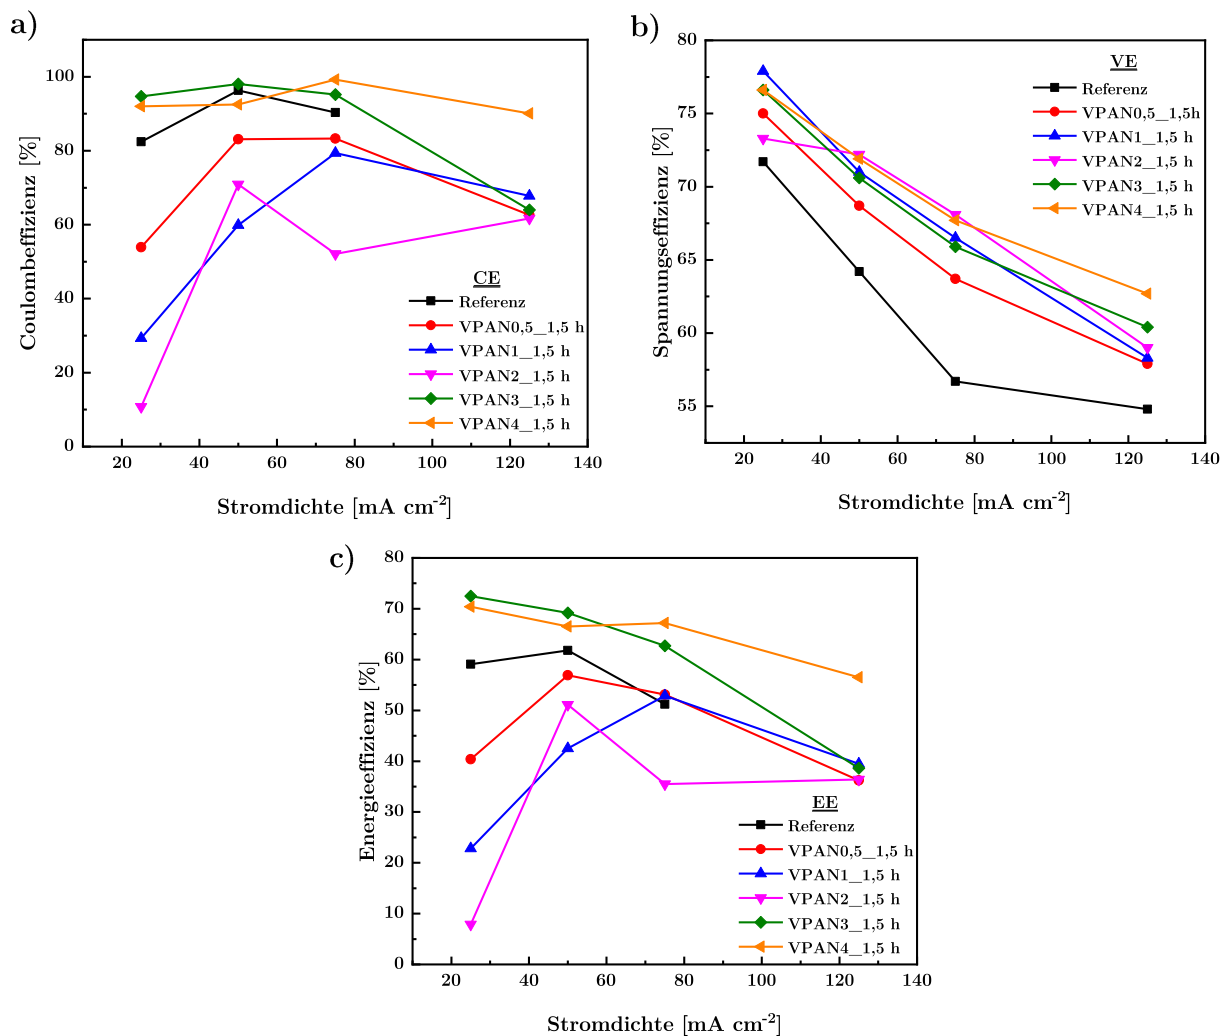 a)
100
80
60
40
20
0
Coulombeffizienz [%]
20 40 60 80 100 120 140
Stromdichte [mA cm-2]
CE
Referenz
VPAN0,5_1,5 h
VPAN1_1,5 h
VPAN2_1,5 h
VPAN3_1,5 h
VPAN4_1,5 h
b)
80
75
70
65
60
55
Spannungseffizienz [%]
20 40 60 80 100 120 140
Stromdichte [mA cm-2]
VE
Referenz
VPAN0,5_1,5h
VPAN1_1,5 h
VPAN2_1,5 h
VPAN3_1,5 h
VPAN4_1,5 h
c)
80
70
60
50
40
30
20
10
0
Energieeffizienz [%]
20 40 60 80 100 120 140
Stromdichte [mA cm-2]
EE
Referenz
VPAN0,5_1,5 h
VPAN1_1,5 h
VPAN2_1,5 h
VPAN3_1,5 h
VPAN4_1,5 h